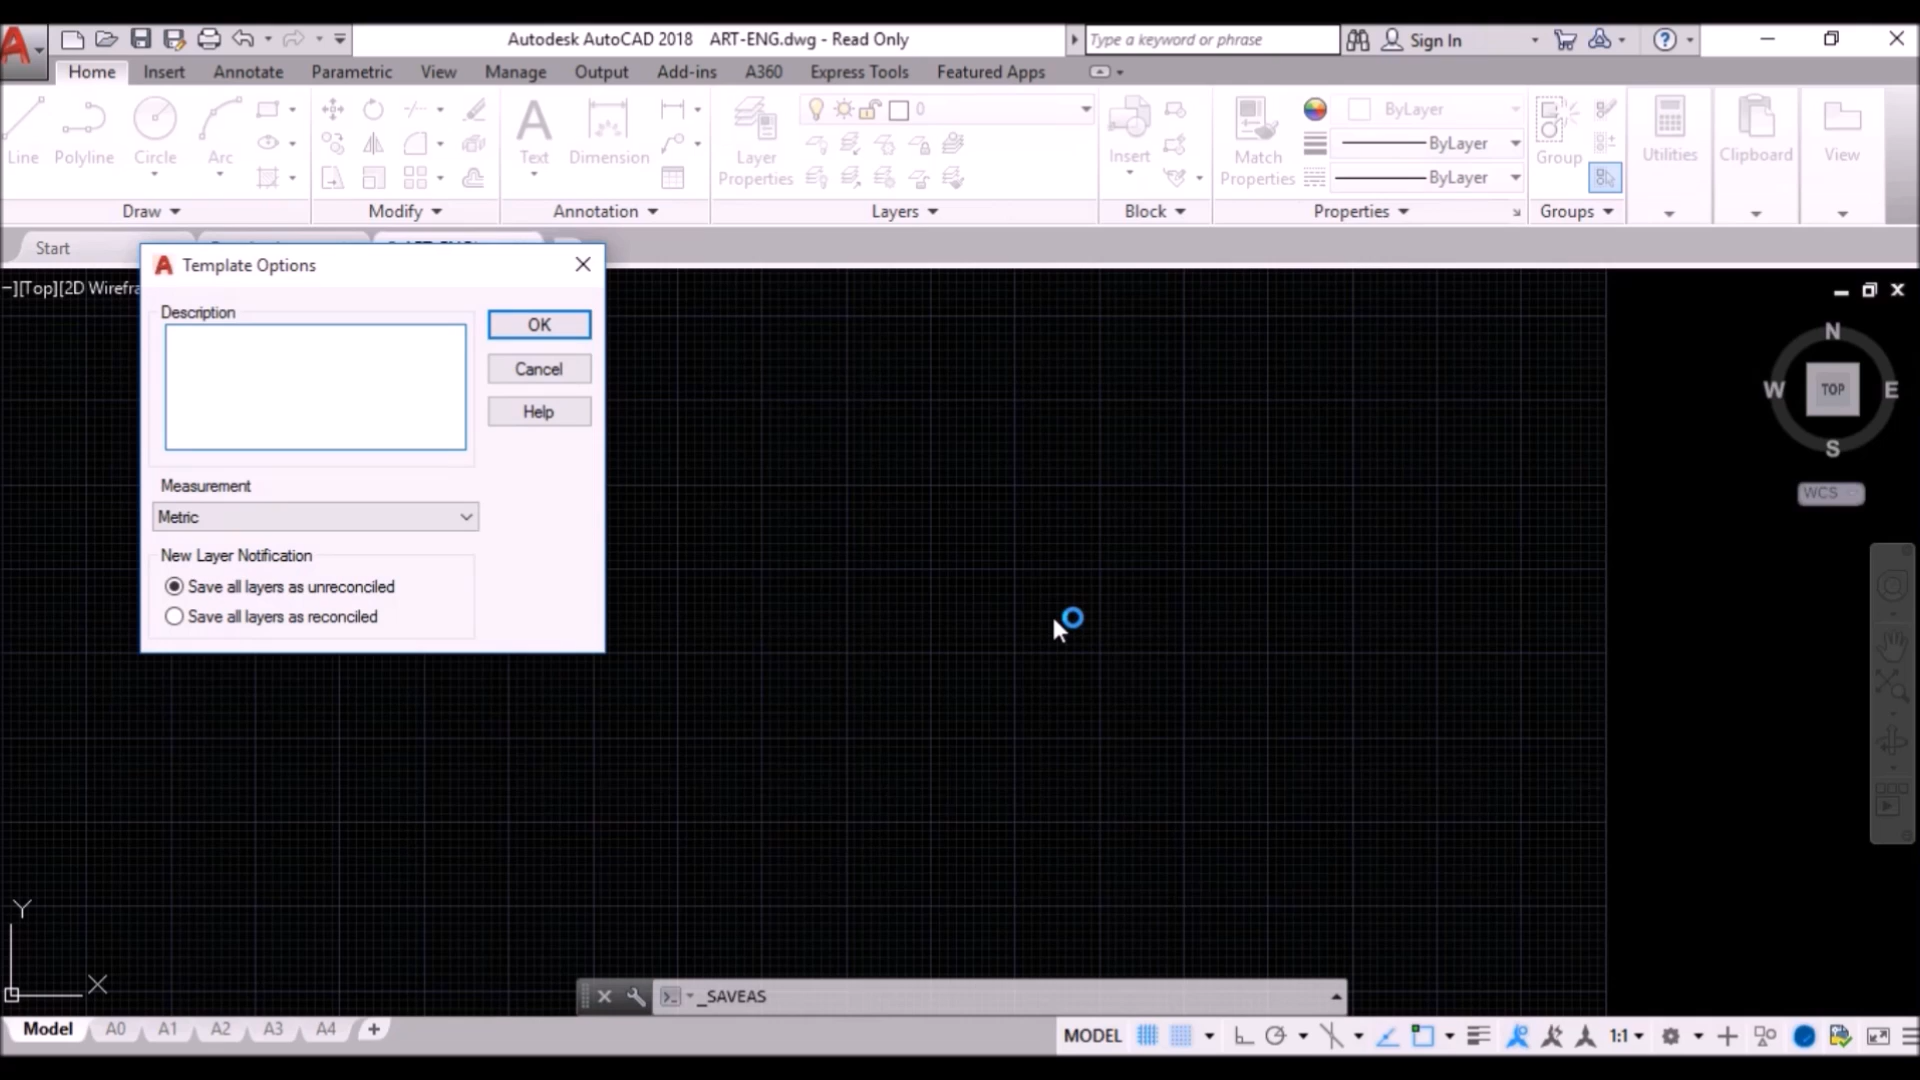 Autodesk AutoCAD 2018 ART-ENG.dwg - Read Only
Type a keyword or phrase
Sign In
Home Insert Annotate Parametric View Manage Output Add-ins A360 Express Tools Featured Apps
0
ByLayer
Line Polyline Circle Arc
Text Dimension
Layer Properties
Insert
Match Properties
ByLayer
ByLayer
Group
Utilities Clipboard View
Draw Modify Annotation Layers Block Properties Groups
Start
Template Options
−][Top][2D Wirefra
Description
OK
Cancel
Help
Measurement
Metric
New Layer Notification
Save all layers as unreconciled
Save all layers as reconciled
N
W TOP E
S
WCS
Y
X
_SAVEAS
Model A0 A1 A2 A3 A4 +
MODEL 1:1